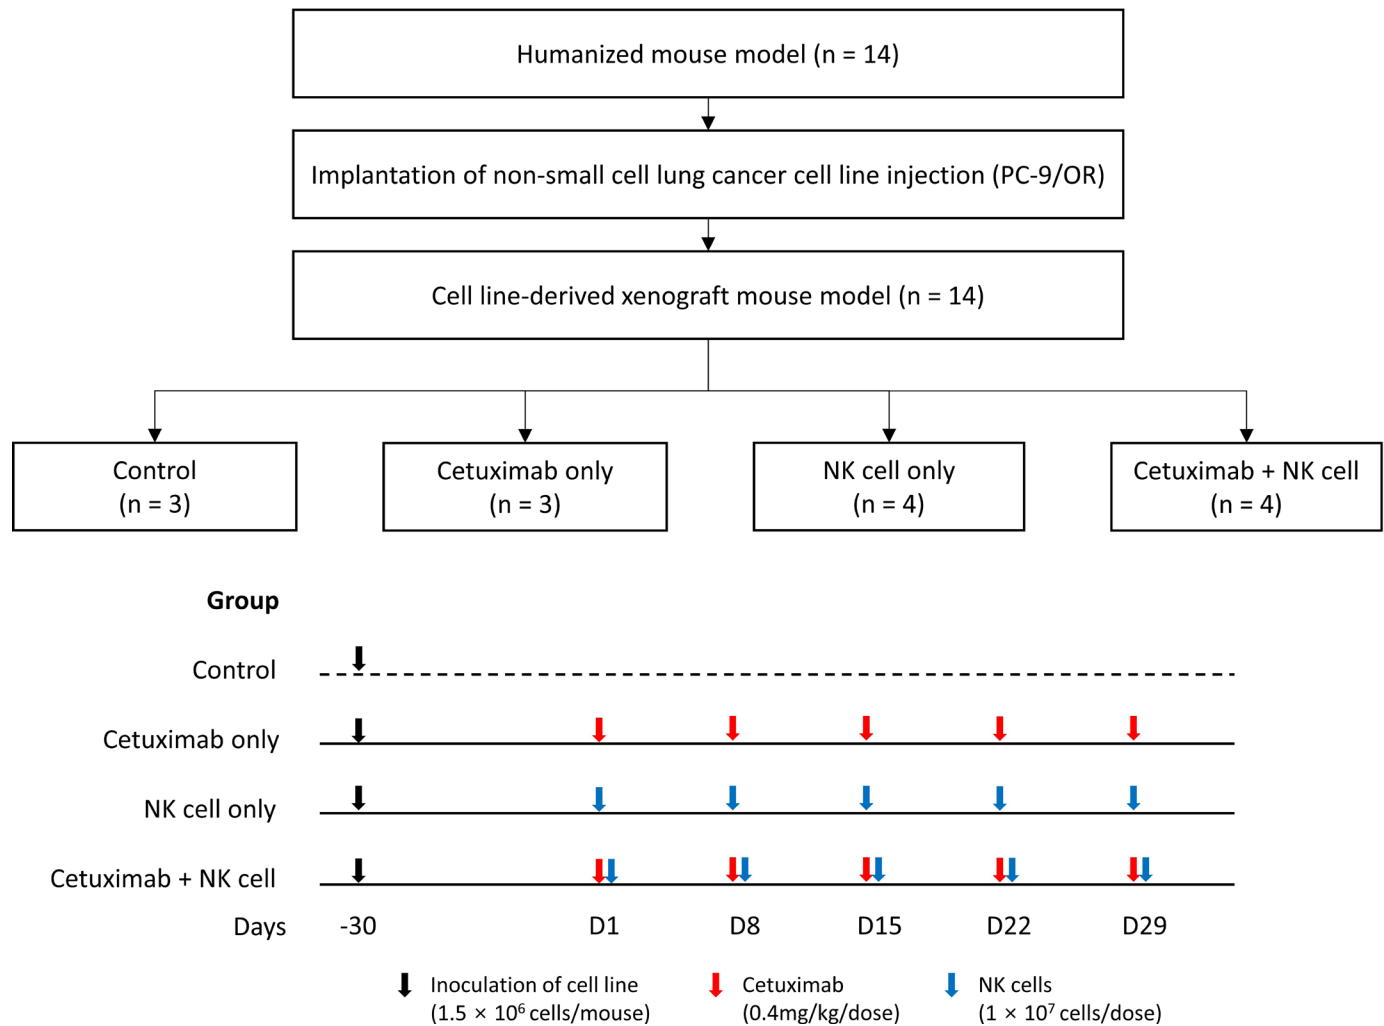 Humanized mouse model (n = 14)
Implantation of non-small cell lung cancer cell line injection (PC-9/OR)
Cell line-derived xenograft mouse model (n = 14)
Control
(n = 3)
Cetuximab only
(n = 3)
NK cell only
(n = 4)
Cetuximab + NK cell
(n = 4)
Group
Control
Cetuximab only
NK cell only
Cetuximab + NK cell
Days -30 D1 D8 D15 D22 D29
Inoculation of cell line
(1.5 × 10⁶ cells/mouse)
Cetuximab
(0.4mg/kg/dose)
NK cells
(1 × 10⁷ cells/dose)